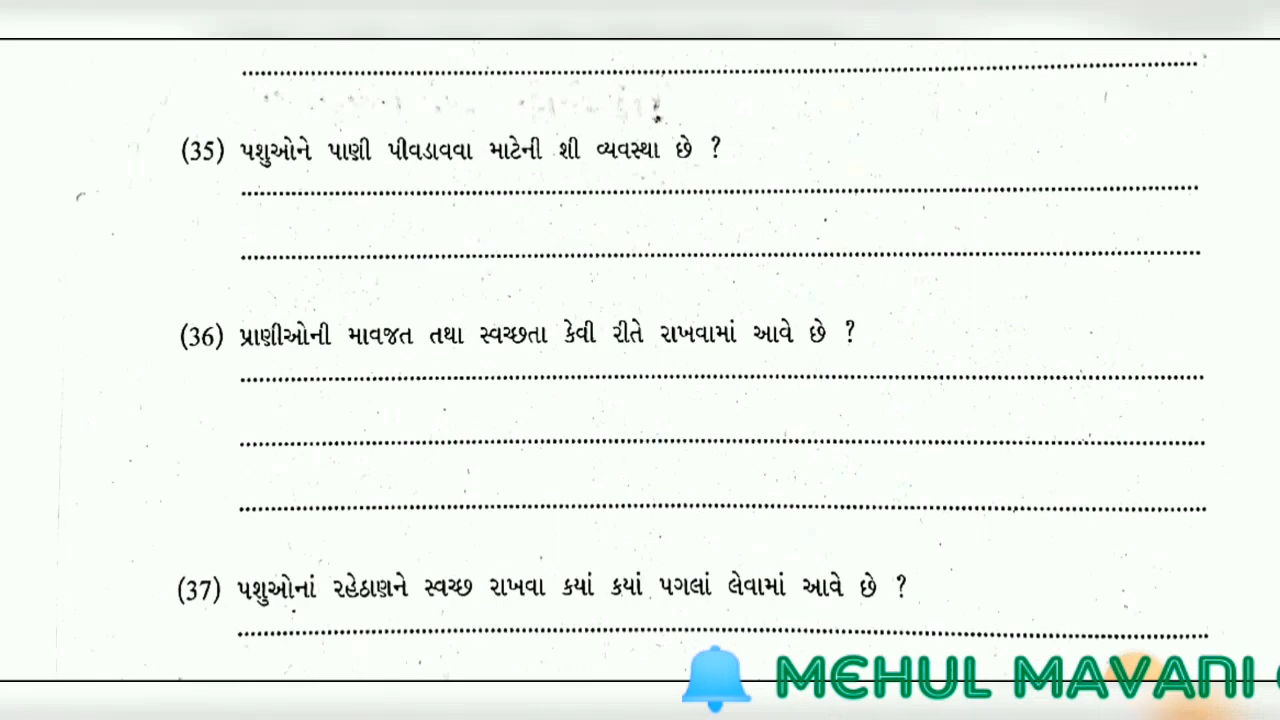 (35) પશુઓને પાણી પીવડાવવા માટેની શી વ્યવસ્થા છે ?
(36) પ્રાણીઓની માવજત તથા સ્વચ્છતા કેવી રીતે રાખવામાં આવે છે ?
(37) પશુઓનાં રહેઠાણને સ્વચ્છ રાખવા કયાં કયાં પગલાં લેવામાં આવે છે ?
MEHUL MAVANI